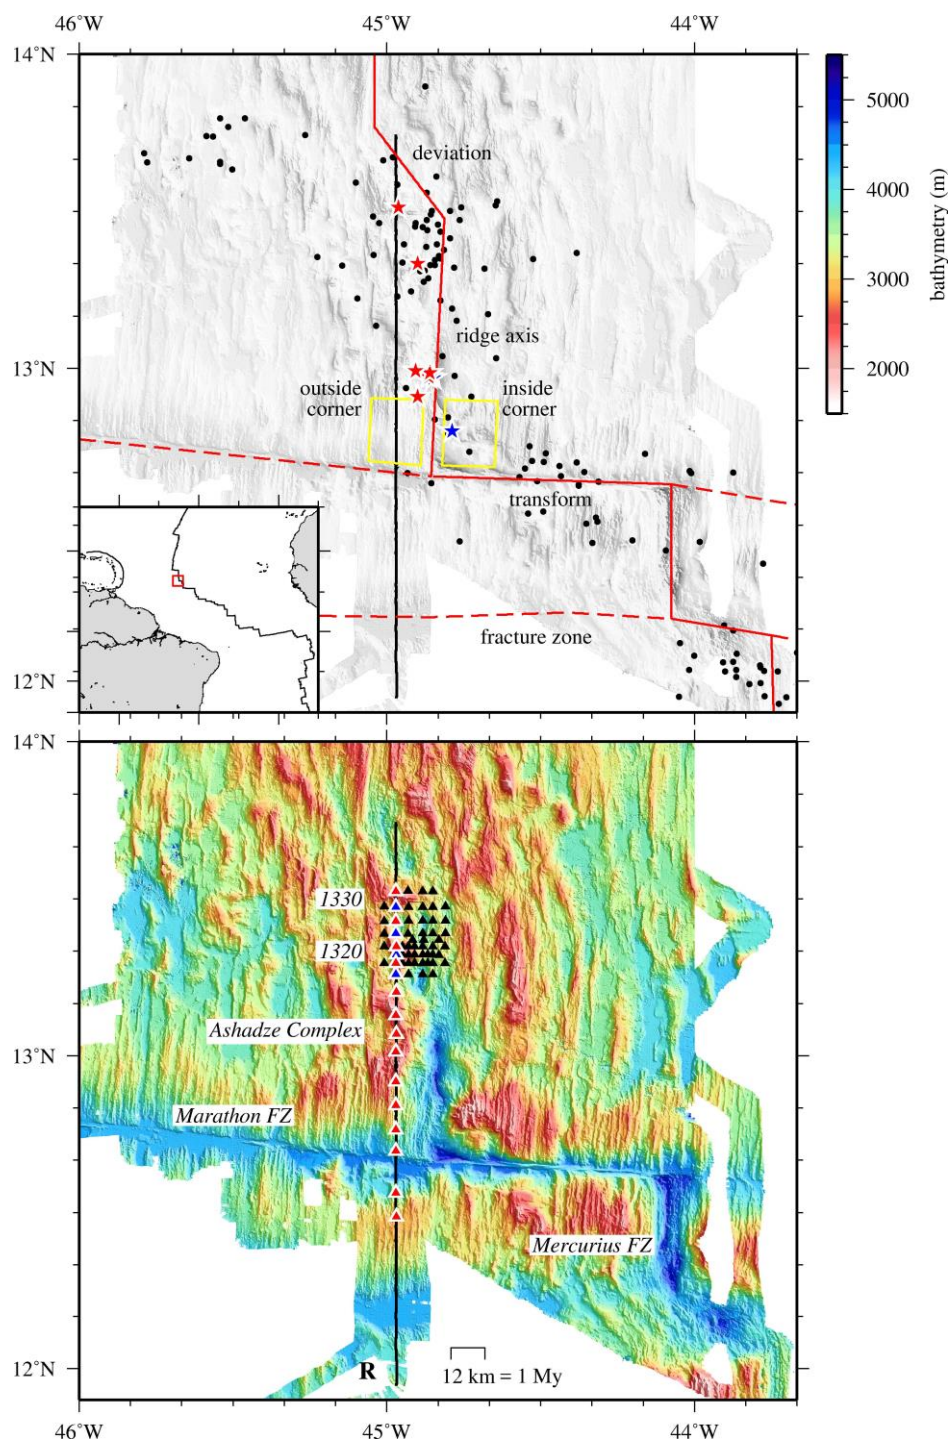 46˚W 45˚W 44˚W
14˚N
5000
deviation
4000
bathymetry (m)
3000
ridge axis
2000
13˚N
outside
corner
inside
corner
transform
fracture zone
12˚N
14˚N
1330
1320
Ashadze Complex
13˚N
Marathon FZ
Mercurius FZ
12˚N
R
12 km = 1 My
46˚W 45˚W 44˚W